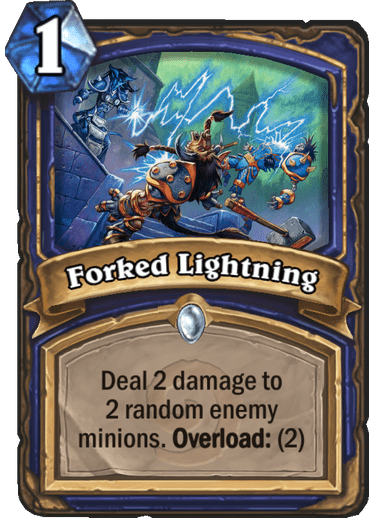 1
Forked Lightning
Deal 2 damage to
2 random enemy
minions. Overload: (2)